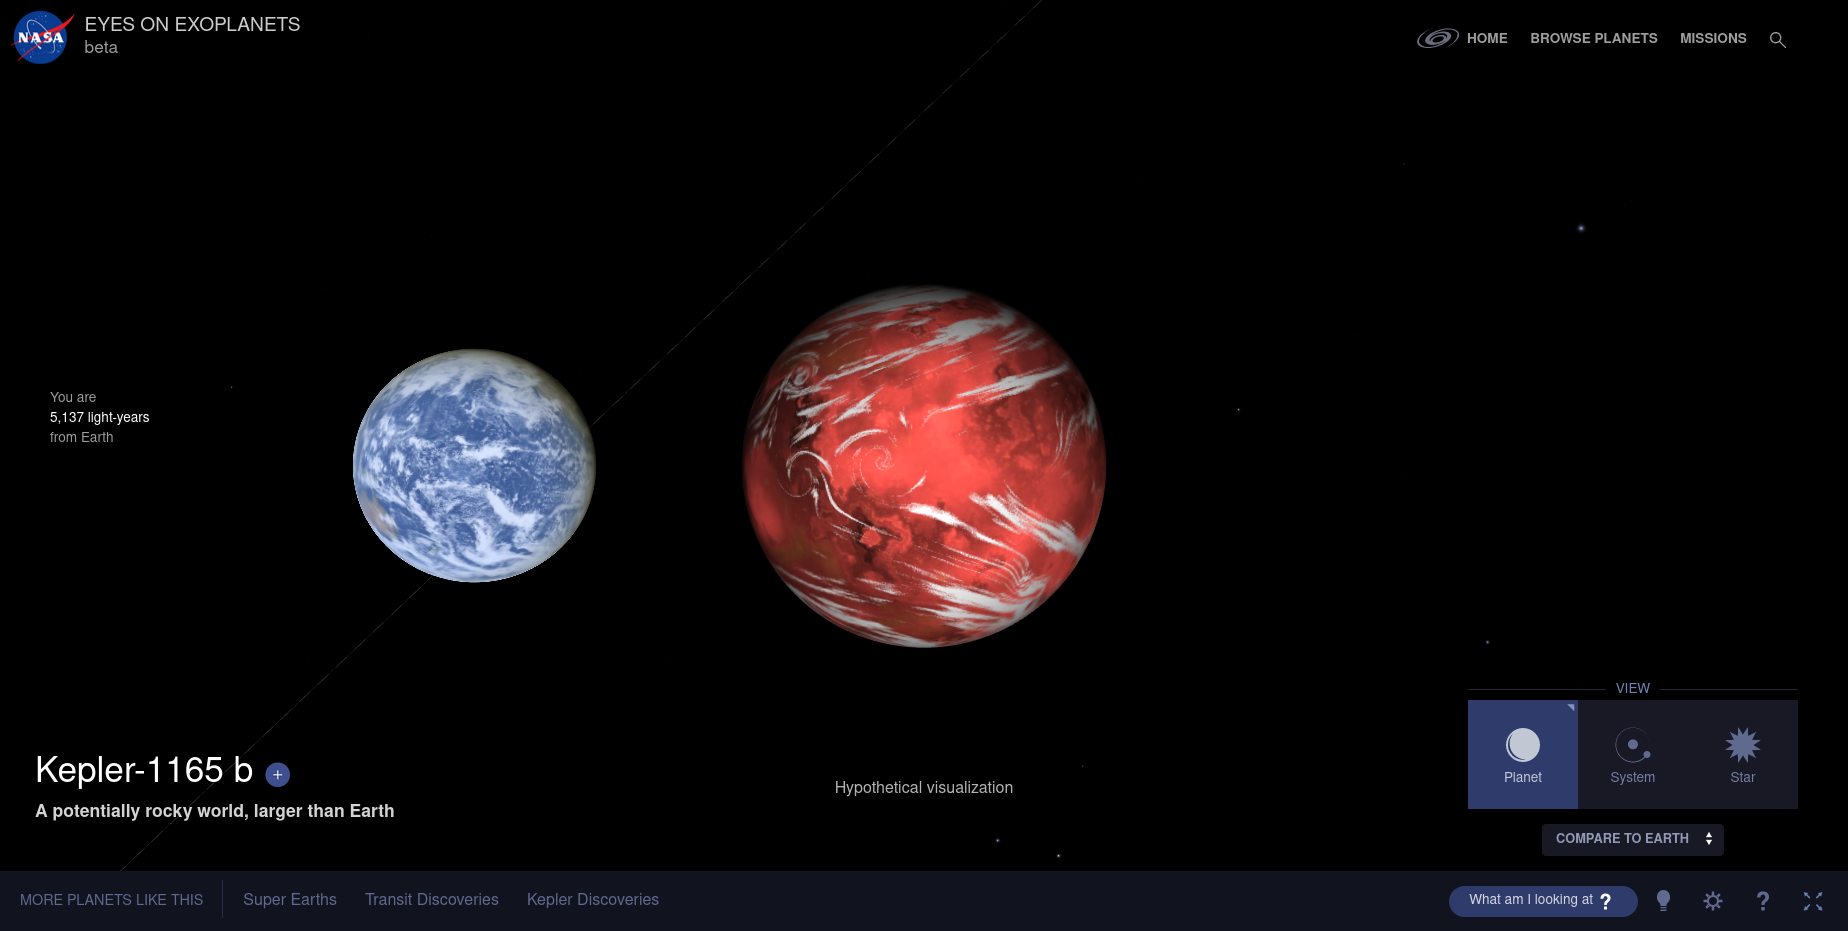 NASA
EYES ON EXOPLANETS
beta
HOME
BROWSE PLANETS
MISSIONS
You are
5,137 light-years
from Earth
Kepler-1165 b +
A potentially rocky world, larger than Earth
Hypothetical visualization
VIEW
Planet
System
Star
COMPARE TO EARTH
MORE PLANETS LIKE THIS
Super Earths
Transit Discoveries
Kepler Discoveries
What am I looking at ?
?